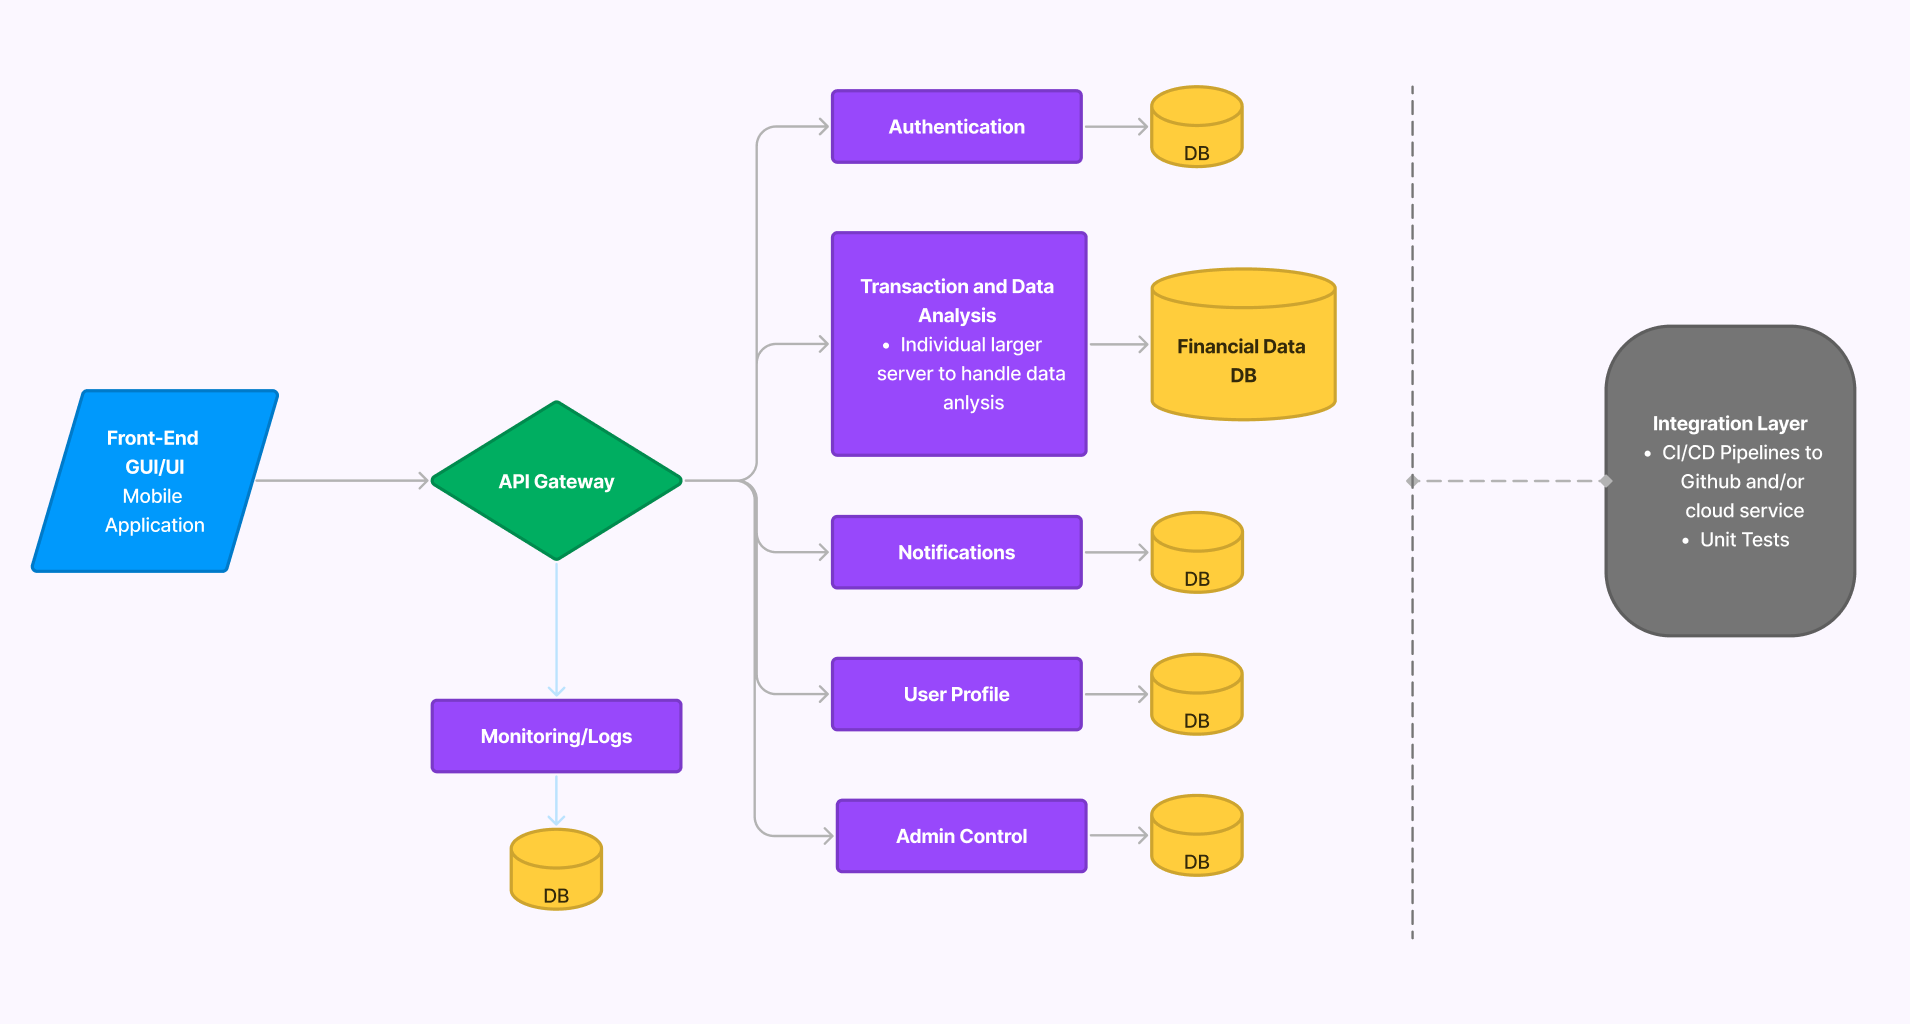 Front-End
GUI/UI
Mobile
Application
API Gateway
Monitoring/Logs
DB
Authentication
DB
Transaction and Data
Analysis
• Individual larger
server to handle data
anlysis
Financial Data
DB
Notifications
DB
User Profile
DB
Admin Control
DB
Integration Layer
• CI/CD Pipelines to
Github and/or
cloud service
• Unit Tests